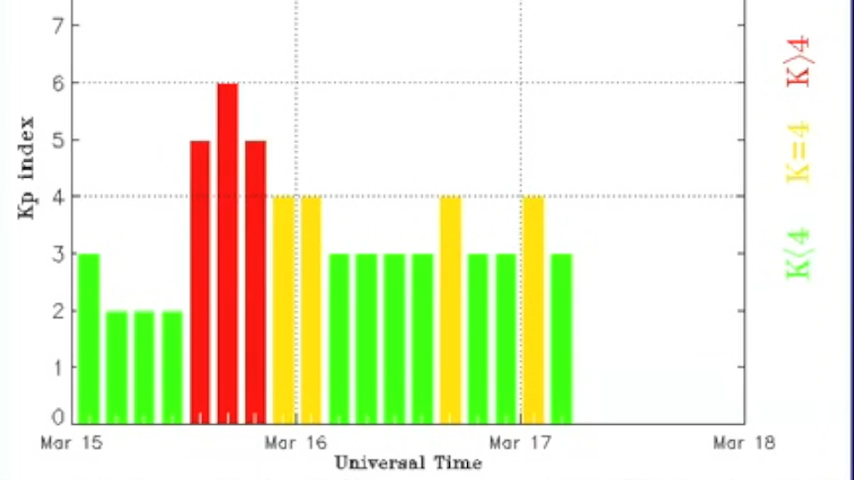 7
6
5
4
3
2
1
0
Kp index
Mar 15
Mar 16
Mar 17
Mar 18
Universal Time
K>4
K=4
K<4